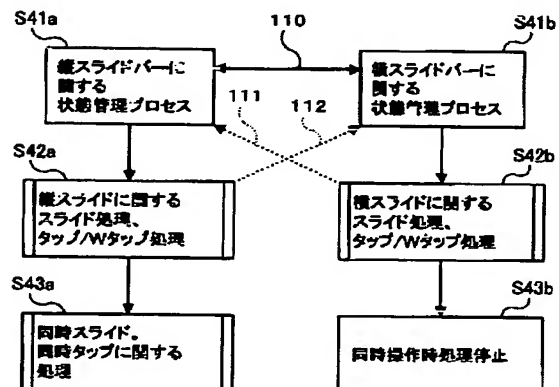 S41a
110
S41b
縦スライドバーに
関する
状態管理プロセス
横スライドバーに
関する
状態管理プロセス
111
112
S42a
S42b
縦スライドに関する
スライド処理、
タップ/Wタップ処理
横スライドに関する
スライド処理、
タップ/Wタップ処理
S43a
S43b
同時スライド。
同時タップに関する
処理
同時操作時処理停止